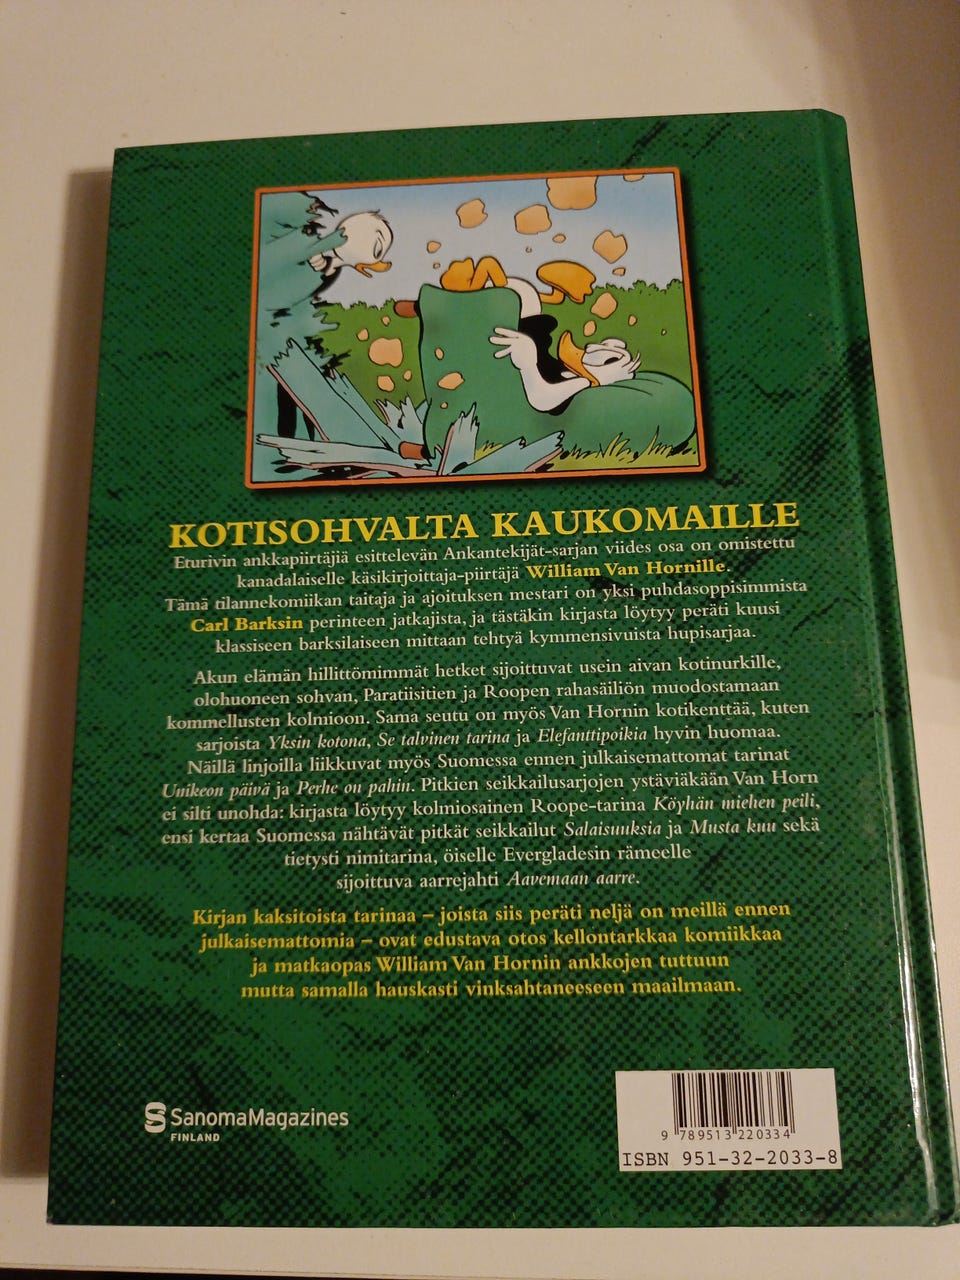 KOTISOHVALTA KAUKOMAILLE
Eturivin ankkapiirtäjiä esittelevän Ankantekijät-sarjan viides osa on omistettu
kanadalaiselle käsikirjoittaja-piirtäjä William Van Hornille.
Tämä tilannekomiikan taitaja ja ajoituksen mestari on yksi puhdasoppisimmista
Carl Barksin perinteen jatkajista, ja tästäkin kirjasta löytyy peräti kuusi
klassiseen barksilaiseen mittaan tehtyä kymmensivuista hupisarjaa.
Akun elämän hillittömimmät hetket sijoittuvat usein aivan kotinurkille,
olohuoneen sohvan, Paratiisitien ja Roopen rahasäiliön muodostamaan
kommellusten kolmioon. Sama seutu on myös Van Hornin kotikenttää, kuten
sarjoista Yksin kotona, Se talvinen tarina ja Elefanttipoikia hyvin huomaa.
Näillä linjoilla liikkuvat myös Suomessa ennen julkaisemattomat tarinat
Unikeon päivä ja Perhe on pahin. Pitkien seikkailusarjojen ystäviäkään Van Horn
ei silti unohda: kirjasta löytyy kolmiosainen Roope-tarina Köyhän miehen peili,
ensi kertaa Suomessa nähtävät pitkät seikkailut Salaisuuksia ja Musta kuu sekä
tietysti nimitarina, öiselle Evergladesin rämeelle
sijoittuva aarrejahti Aavemaan aarre.
Kirjan kaksitoista tarinaa – joista siis peräti neljä on meillä ennen
julkaisemattomia – ovat edustava otos kellontarkkaa komiikkaa
ja matkaopas William Van Hornin ankkojen tuttuun
mutta samalla hauskasti vinksahtaneeseen maailmaan.
SanomaMagazines
FINLAND
9 789513 220334
ISBN 951-32-2033-8